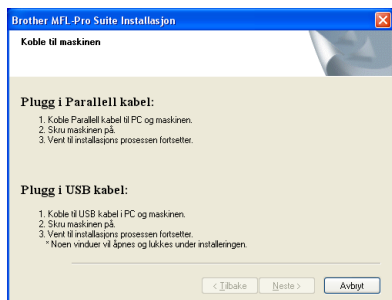 Brother MFL-Pro Suite Installasjon
Koble til maskinen
Plugg i Parallell kabel:
1. Koble Parallell kabel til PC og maskinen.
2. Skru maskinen på.
3. Vent til installasjons prosessen fortsetter.
Plugg i USB kabel:
1. Koble til USB kabel i PC og maskinen.
2. Skru maskinen på.
3. Vent til installasjons prosessen fortsetter.
* Noen vinduer vil åpnes og lukkes under installeringen.
< Tilbake Neste > Avbryt